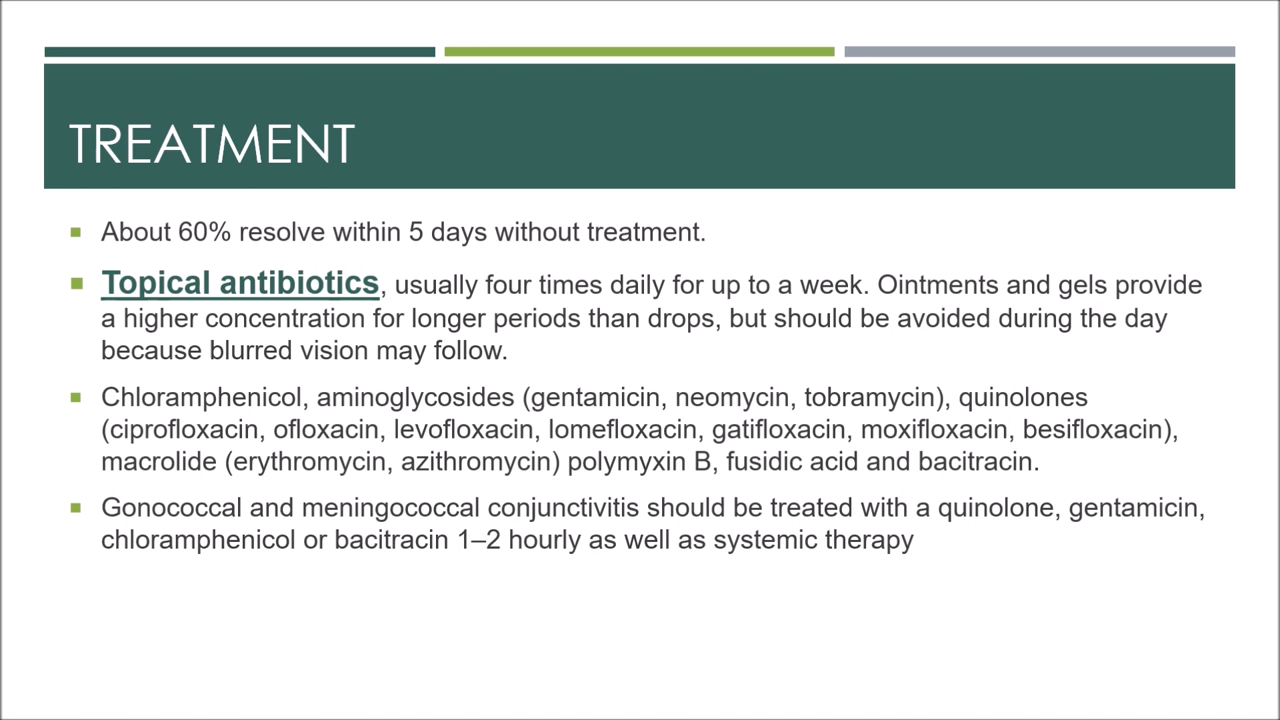 TREATMENT
About 60% resolve within 5 days without treatment.
Topical antibiotics, usually four times daily for up to a week. Ointments and gels provide
a higher concentration for longer periods than drops, but should be avoided during the day
because blurred vision may follow.
Chloramphenicol, aminoglycosides (gentamicin, neomycin, tobramycin), quinolones
(ciprofloxacin, ofloxacin, levofloxacin, lomefloxacin, gatifloxacin, moxifloxacin, besifloxacin),
macrolide (erythromycin, azithromycin) polymyxin B, fusidic acid and bacitracin.
Gonococcal and meningococcal conjunctivitis should be treated with a quinolone, gentamicin,
chloramphenicol or bacitracin 1–2 hourly as well as systemic therapy